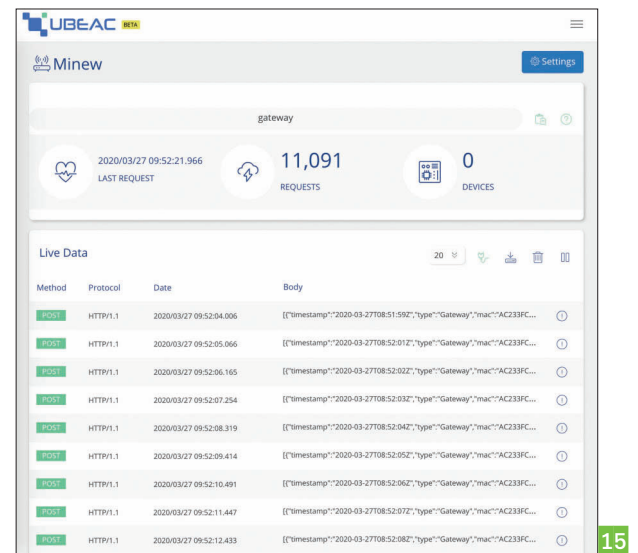 UBEAC BETA
Minew
Settings
gateway
2020/03/27 09:52:21.966
LAST REQUEST
11,091
REQUESTS
0
DEVICES
Live Data
20
Method Protocol Date Body
POST HTTP/1.1 2020/03/27 09:52:04.006 [{"timestamp":"2020-03-27T08:51:59Z","type":"Gateway","mac":"AC233FC...
POST HTTP/1.1 2020/03/27 09:52:05.066 [{"timestamp":"2020-03-27T08:52:01Z","type":"Gateway","mac":"AC233FC...
POST HTTP/1.1 2020/03/27 09:52:06.165 [{"timestamp":"2020-03-27T08:52:02Z","type":"Gateway","mac":"AC233FC...
POST HTTP/1.1 2020/03/27 09:52:07.254 [{"timestamp":"2020-03-27T08:52:03Z","type":"Gateway","mac":"AC233FC...
POST HTTP/1.1 2020/03/27 09:52:08.319 [{"timestamp":"2020-03-27T08:52:04Z","type":"Gateway","mac":"AC233FC...
POST HTTP/1.1 2020/03/27 09:52:09.414 [{"timestamp":"2020-03-27T08:52:05Z","type":"Gateway","mac":"AC233FC...
POST HTTP/1.1 2020/03/27 09:52:10.491 [{"timestamp":"2020-03-27T08:52:06Z","type":"Gateway","mac":"AC233FC...
POST HTTP/1.1 2020/03/27 09:52:11.447 [{"timestamp":"2020-03-27T08:52:07Z","type":"Gateway","mac":"AC233FC...
POST HTTP/1.1 2020/03/27 09:52:12.433 [{"timestamp":"2020-03-27T08:52:08Z","type":"Gateway","mac":"AC233FC...
15